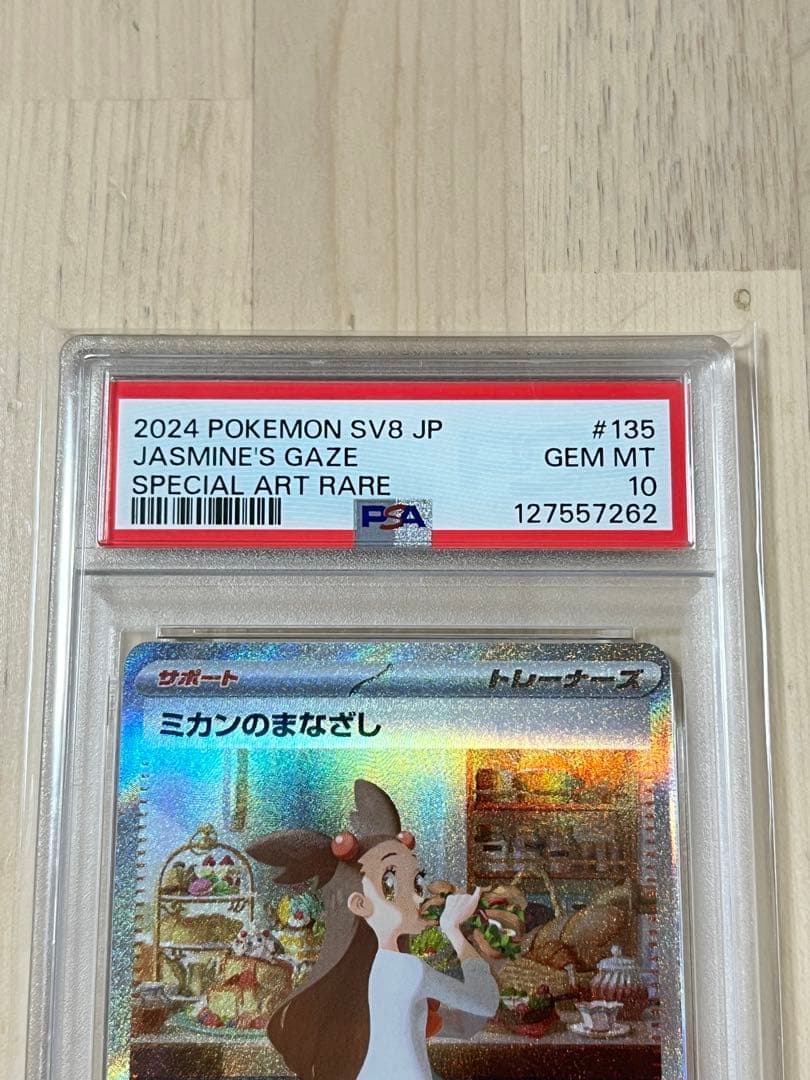 2024 POKEMON SV8 JP #135
JASMINE'S GAZE GEM MT
SPECIAL ART RARE 10
PSA 127557262
サポート トレーナーズ
ミカンのまなざし